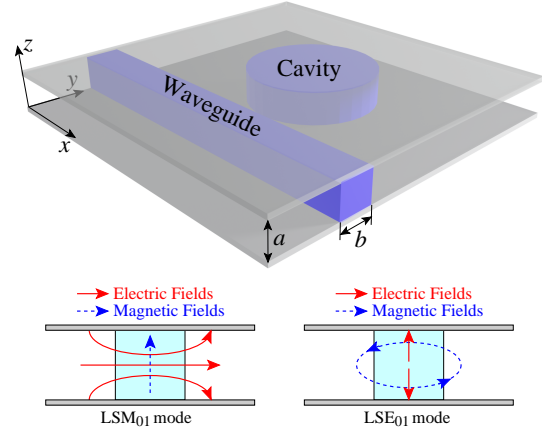 z
y
x
Waveguide
Cavity
a
b
Electric Fields
Magnetic Fields
LSM₀₁ mode
Electric Fields
Magnetic Fields
LSE₀₁ mode